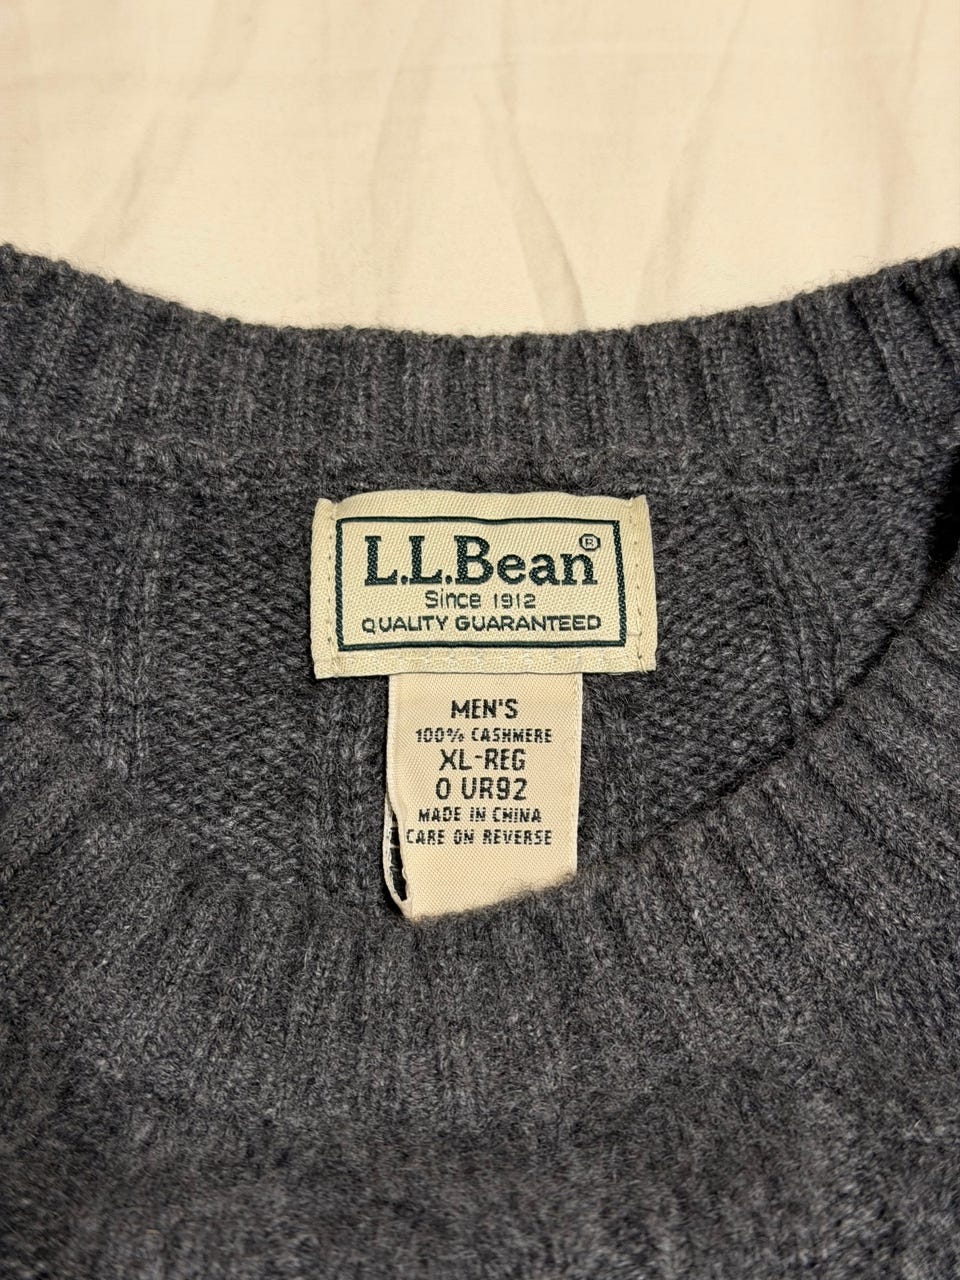 L.L.Bean®
Since 1912
QUALITY GUARANTEED
MEN'S
100% CASHMERE
XL-REG
0 UR92
MADE IN CHINA
CARE ON REVERSE